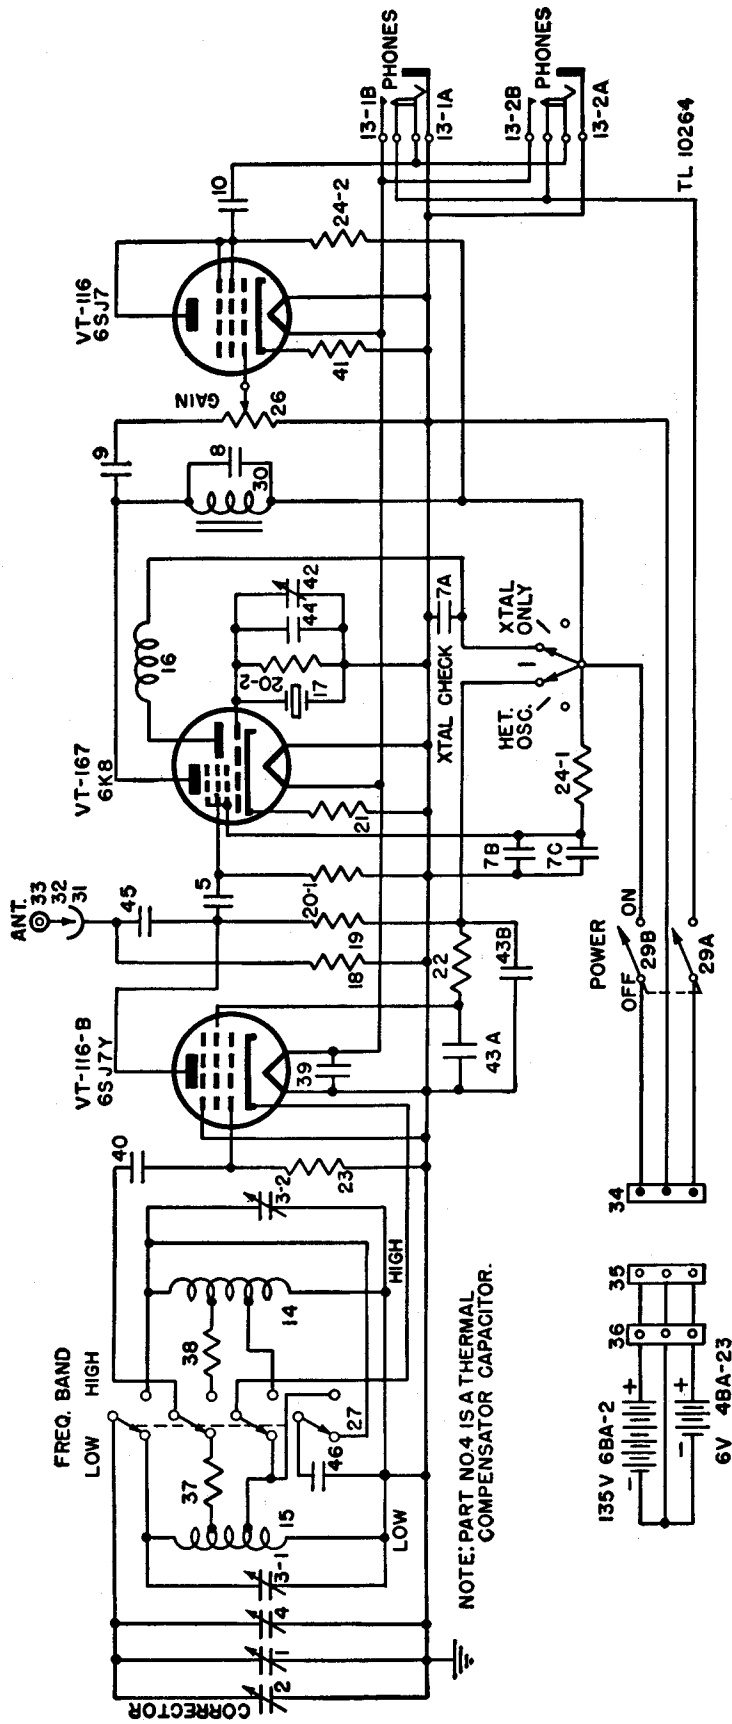 CORRECTOR
2
1
4
3-1
FREQ. BAND
LOW HIGH
37
15
38
14
46
27
LOW
HIGH
3-2
40
23
NOTE: PART NO.4 IS A THERMAL
COMPENSATOR CAPACITOR.
VT-116-B
6SJ7Y
39
43A
22
43B
ANT.
33
32
31
45
5
18
19
20-1
VT-167
6K8
21
16
20-2
17
44
42
7A
7B
7C
24-1
XTAL CHECK
HET.
OSC.
1
XTAL
ONLY
9
8
30
GAIN
26
VT-116
6SJ7
41
10
24-2
13-1B
PHONES
13-1A
13-2B
PHONES
13-2A
POWER
OFF
ON
29B
29A
34
35
36
135V 6BA-2
+
-
+
-
6V 4BA-23
TL 10264